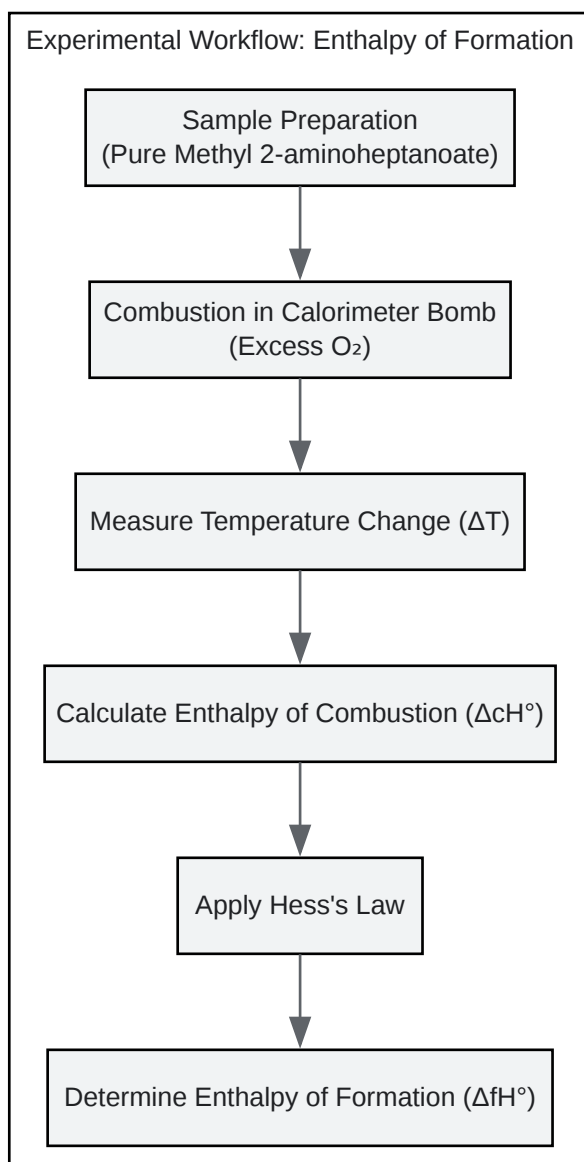 Experimental Workflow: Enthalpy of Formation
Sample Preparation
(Pure Methyl 2-aminoheptanoate)
Combustion in Calorimeter Bomb
(Excess O₂)
Measure Temperature Change (ΔT)
Calculate Enthalpy of Combustion (ΔcH°)
Apply Hess's Law
Determine Enthalpy of Formation (ΔfH°)